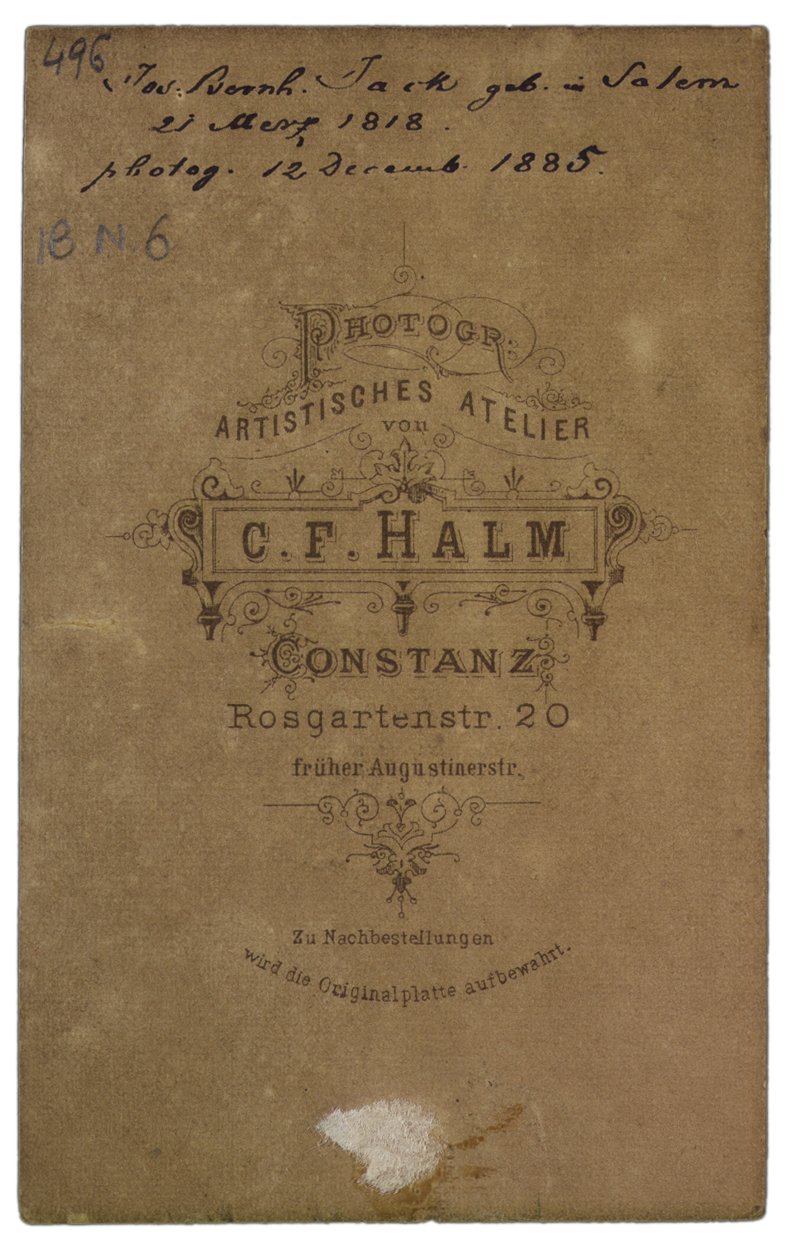 496
Jos. Bernh. Jack geb. in Salem
21 Merz 1818.
photog. 12 Decemb. 1885.
18 N. 6
PHOTOGR.
ARTISTISCHES ATELIER
von
C. F. HALM
CONSTANZ
Rosgartenstr. 20
früher Augustinerstr.
Zu Nachbestellungen
wird die Originalplatte aufbewahrt.